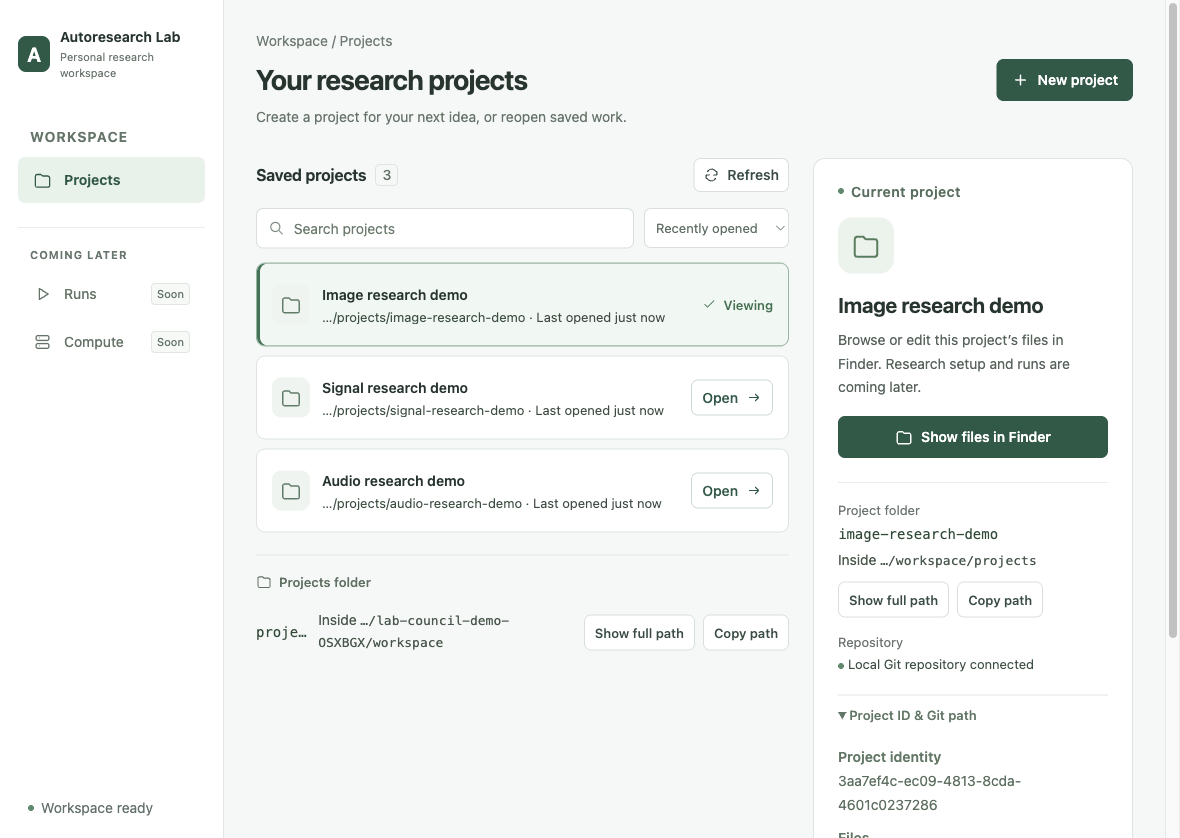 A
Autoresearch Lab
Personal research
workspace
WORKSPACE
Projects
COMING LATER
Runs
Soon
Compute
Soon
Workspace ready
Workspace / Projects
Your research projects
Create a project for your next idea, or reopen saved work.
New project
Saved projects 3
Refresh
Search projects
Recently opened
Image research demo
…/projects/image-research-demo · Last opened just now
Viewing
Signal research demo
…/projects/signal-research-demo · Last opened just now
Open
Audio research demo
…/projects/audio-research-demo · Last opened just now
Open
Projects folder
proje…
Inside …/lab-council-demo-
OSXBGX/workspace
Show full path
Copy path
Current project
Image research demo
Browse or edit this project’s files in
Finder. Research setup and runs are
coming later.
Show files in Finder
Project folder
image-research-demo
Inside …/workspace/projects
Show full path
Copy path
Repository
Local Git repository connected
Project ID & Git path
Project identity
3aa7ef4c-ec09-4813-8cda-
4601c0237286
Files